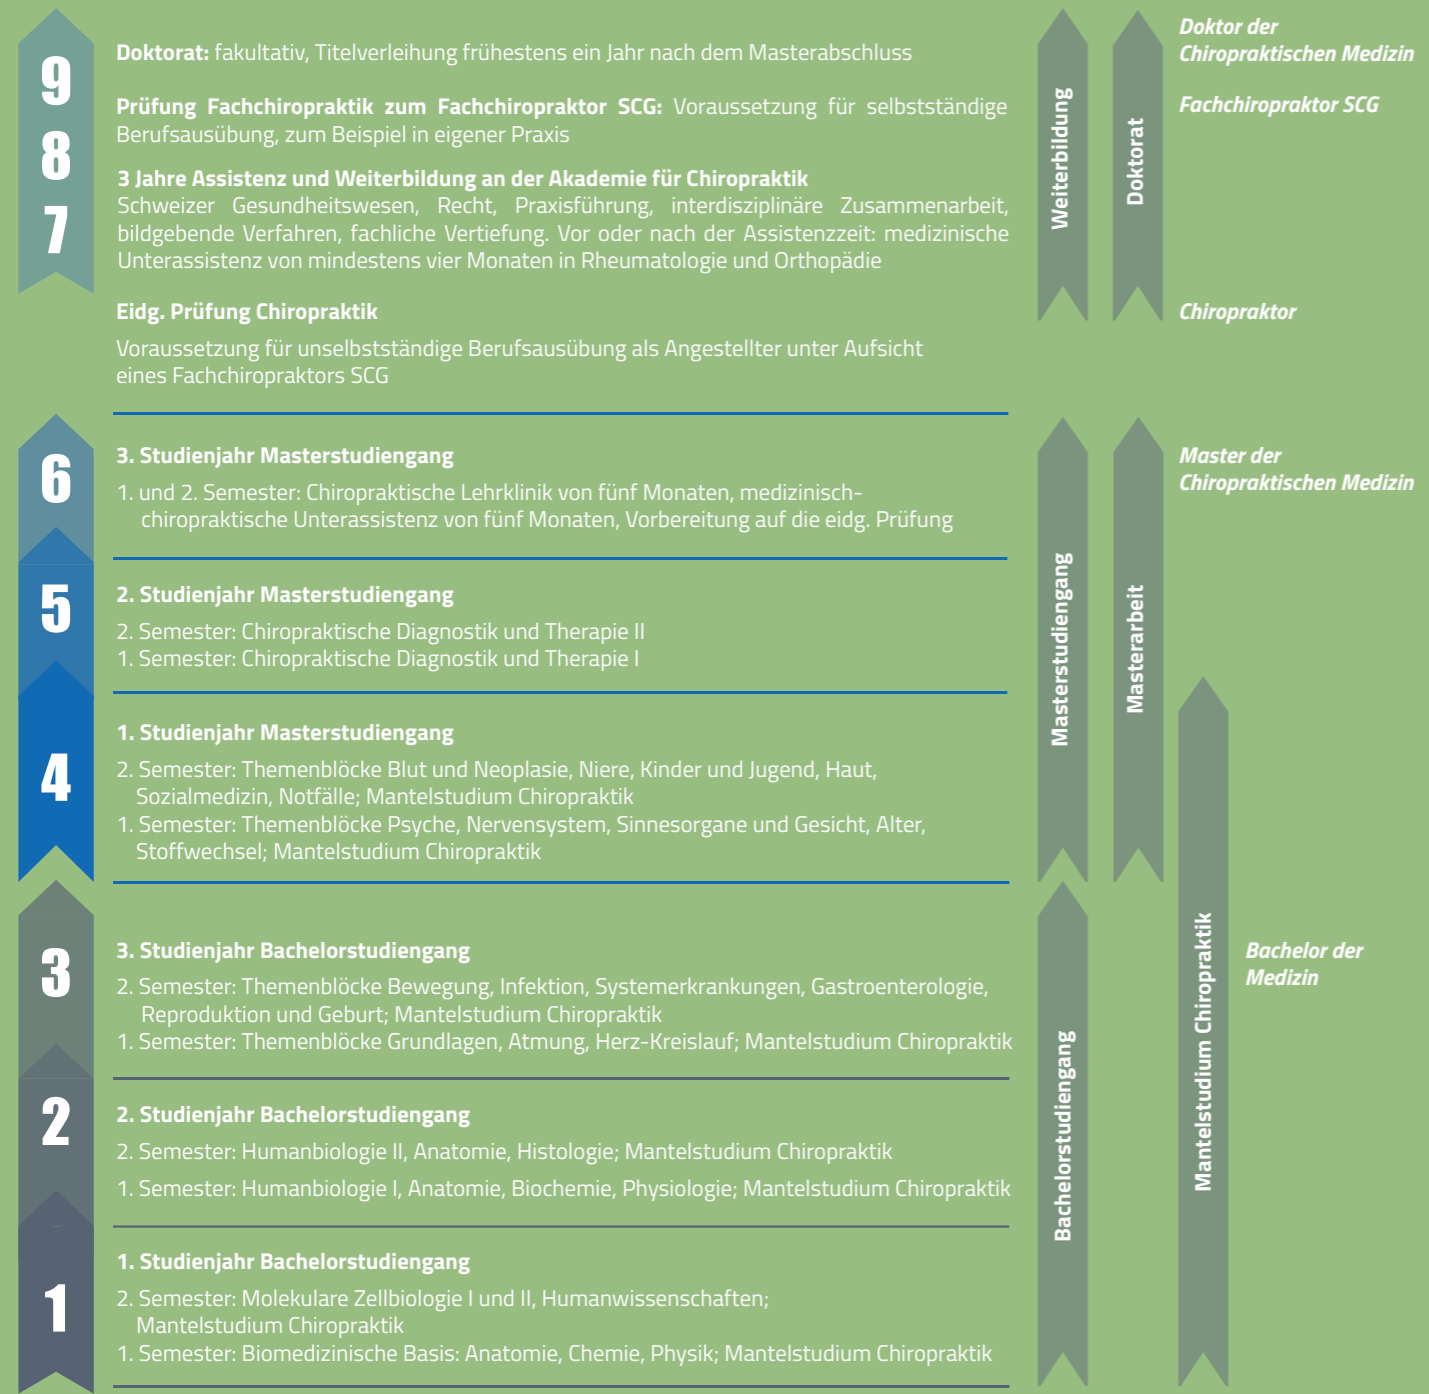 9
8
7
Doktorat: fakultativ, Titelverleihung frühestens ein Jahr nach dem Masterabschluss
Prüfung Fachchiropraktik zum Fachchiropraktor SCG: Voraussetzung für selbstständige
Berufsausübung, zum Beispiel in eigener Praxis
3 Jahre Assistenz und Weiterbildung an der Akademie für Chiropraktik
Schweizer Gesundheitswesen, Recht, Praxisführung, interdisziplinäre Zusammenarbeit,
bildgebende Verfahren, fachliche Vertiefung. Vor oder nach der Assistenzzeit: medizinische
Unterassistenz von mindestens vier Monaten in Rheumatologie und Orthopädie
Eidg. Prüfung Chiropraktik
Voraussetzung für unselbstständige Berufsausübung als Angestellter unter Aufsicht
eines Fachchiropraktors SCG
Weiterbildung
Doktorat
Doktor der
Chiropraktischen Medizin
Fachchiropraktor SCG
Chiropraktor
6
3. Studienjahr Masterstudiengang
1. und 2. Semester: Chiropraktische Lehrklinik von fünf Monaten, medizinisch-
chiropraktische Unterassistenz von fünf Monaten, Vorbereitung auf die eidg. Prüfung
5
2. Studienjahr Masterstudiengang
2. Semester: Chiropraktische Diagnostik und Therapie II
1. Semester: Chiropraktische Diagnostik und Therapie I
4
1. Studienjahr Masterstudiengang
2. Semester: Themenblöcke Blut und Neoplasie, Niere, Kinder und Jugend, Haut,
Sozialmedizin, Notfälle; Mantelstudium Chiropraktik
1. Semester: Themenblöcke Psyche, Nervensystem, Sinnesorgane und Gesicht, Alter,
Stoffwechsel; Mantelstudium Chiropraktik
Masterstudiengang
Masterarbeit
Master der
Chiropraktischen Medizin
3
3. Studienjahr Bachelorstudiengang
2. Semester: Themenblöcke Bewegung, Infektion, Systemerkrankungen, Gastroenterologie,
Reproduktion und Geburt; Mantelstudium Chiropraktik
1. Semester: Themenblöcke Grundlagen, Atmung, Herz-Kreislauf; Mantelstudium Chiropraktik
2
2. Studienjahr Bachelorstudiengang
2. Semester: Humanbiologie II, Anatomie, Histologie; Mantelstudium Chiropraktik
1. Semester: Humanbiologie I, Anatomie, Biochemie, Physiologie; Mantelstudium Chiropraktik
1
1. Studienjahr Bachelorstudiengang
2. Semester: Molekulare Zellbiologie I und II, Humanwissenschaften;
Mantelstudium Chiropraktik
1. Semester: Biomedizinische Basis: Anatomie, Chemie, Physik; Mantelstudium Chiropraktik
Bachelorstudiengang
Mantelstudium Chiropraktik
Bachelor der
Medizin